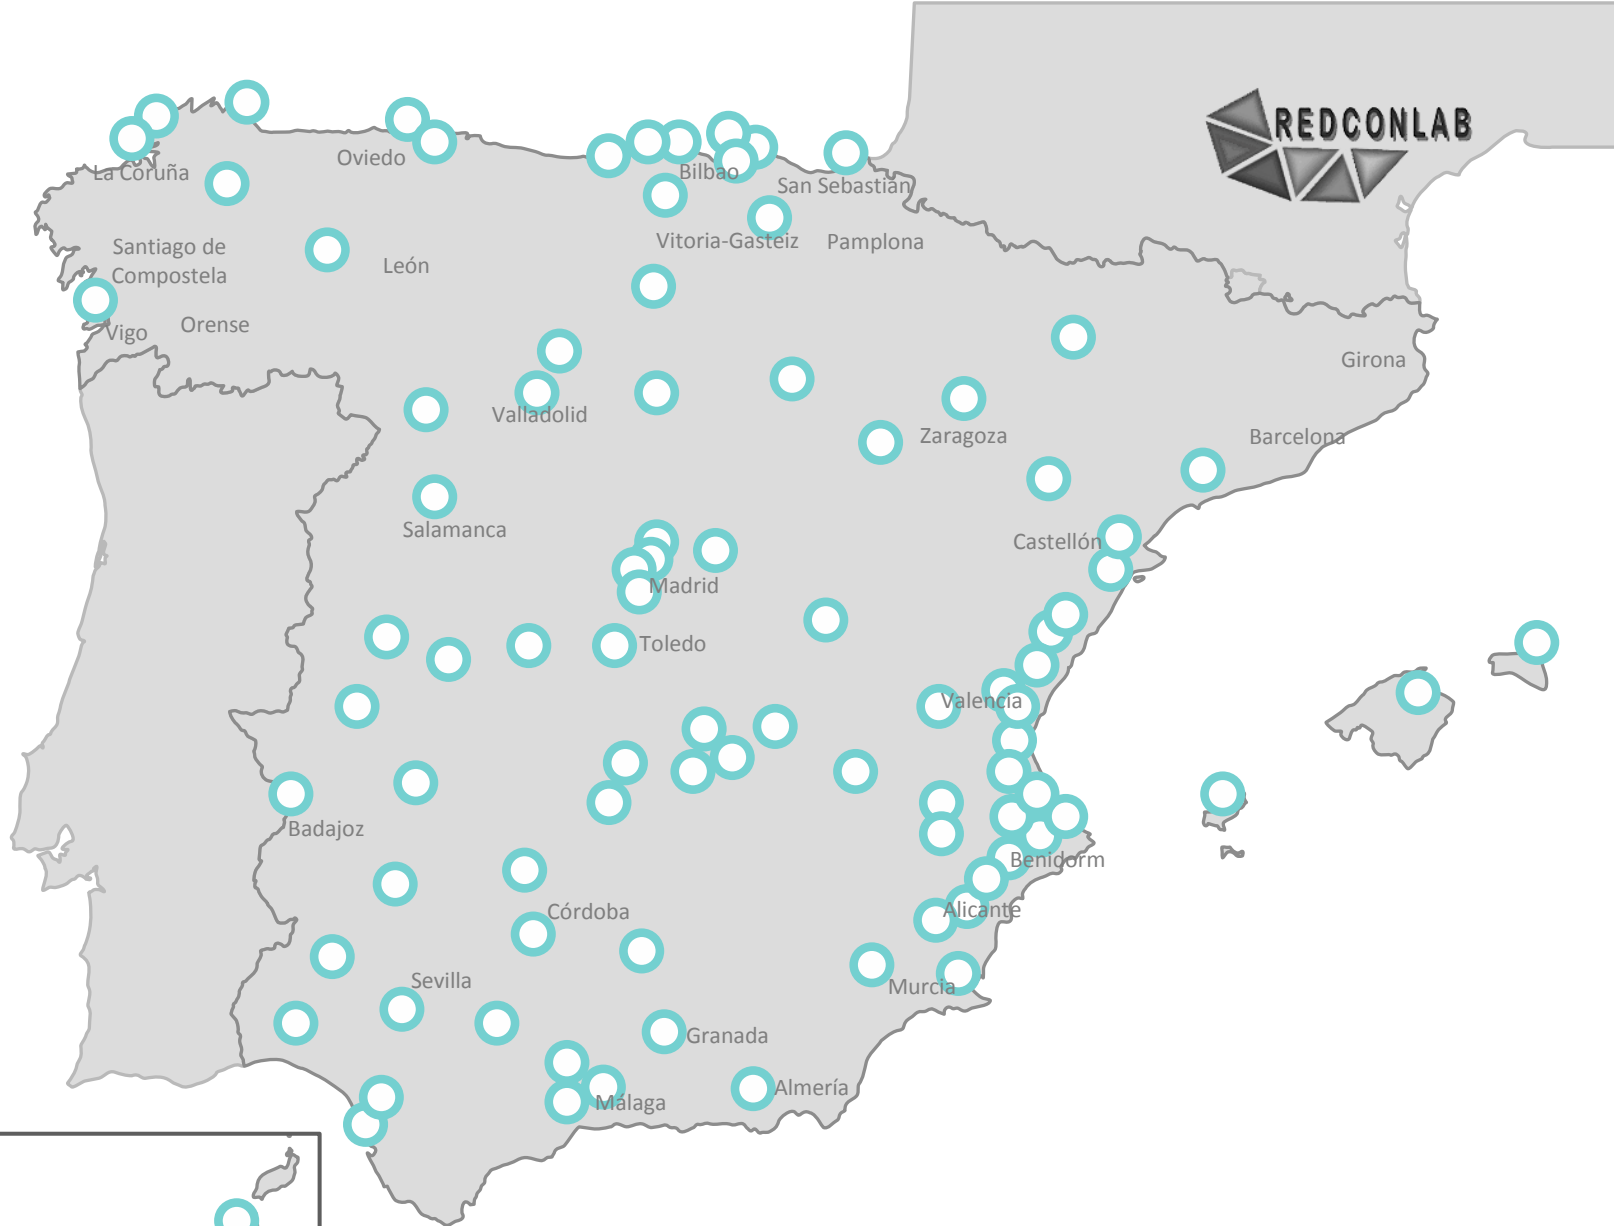 REDCONLAB
Oviedo
La Coruña
Bilbao
San Sebastián
Santiago de
Compostela
León
Vitoria-Gasteiz
Pamplona
Vigo
Orense
Girona
Valladolid
Zaragoza
Barcelona
Salamanca
Castellón
Madrid
Toledo
Valencia
Badajoz
Benidorm
Córdoba
Alicante
Sevilla
Murcia
Granada
Málaga
Almería